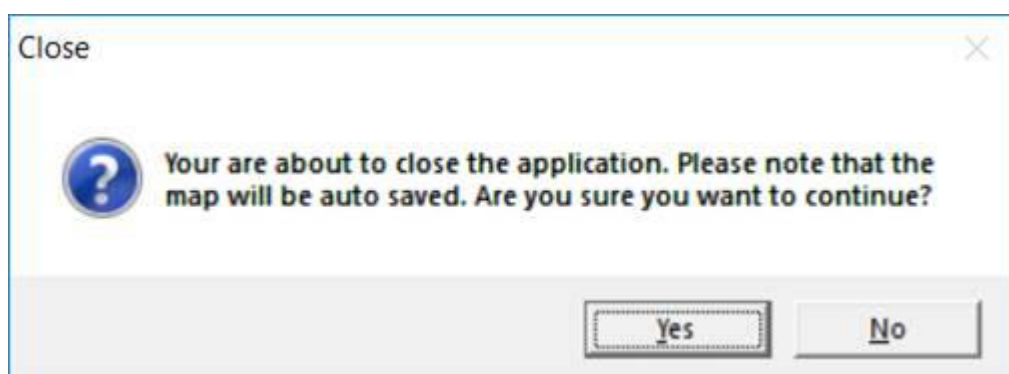 Close
Your are about to close the application. Please note that the
map will be auto saved. Are you sure you want to continue?
Yes
No